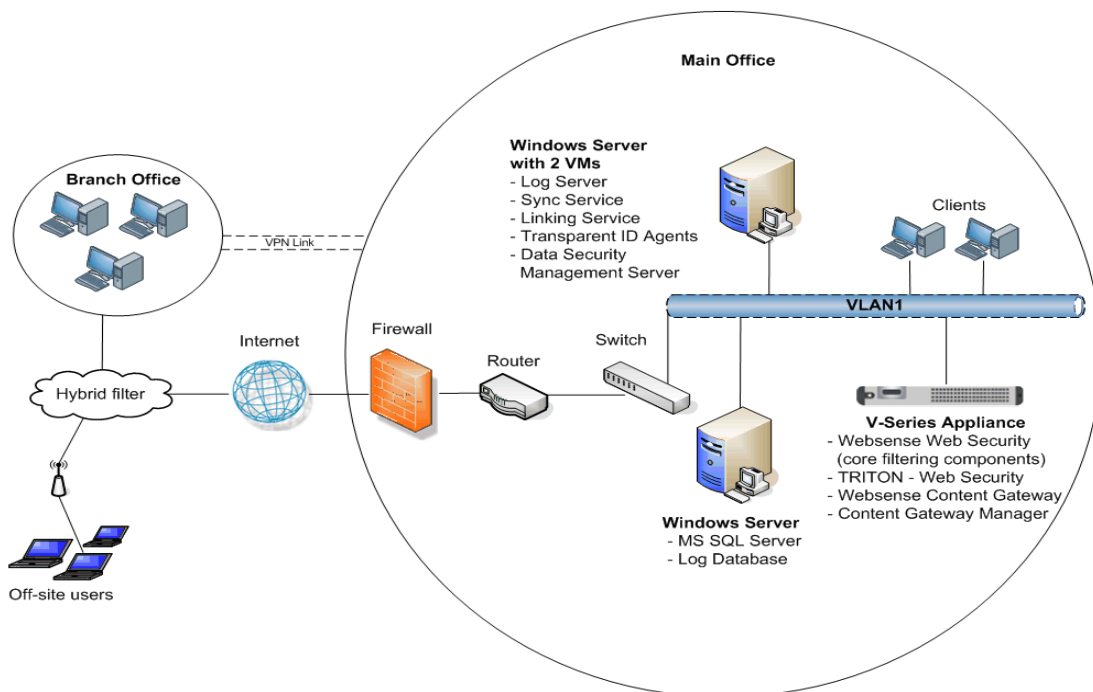 Main Office
Windows Server
with 2 VMs
- Log Server
- Sync Service
- Linking Service
- Transparent ID Agents
- Data Security
Management Server
Branch Office
VPN Link
Clients
VLAN1
Hybrid filter
Internet
Firewall
Router
Switch
Off-site users
Windows Server
- MS SQL Server
- Log Database
V-Series Appliance
- Websense Web Security
(core filtering components)
- TRITON - Web Security
- Websense Content Gateway
- Content Gateway Manager